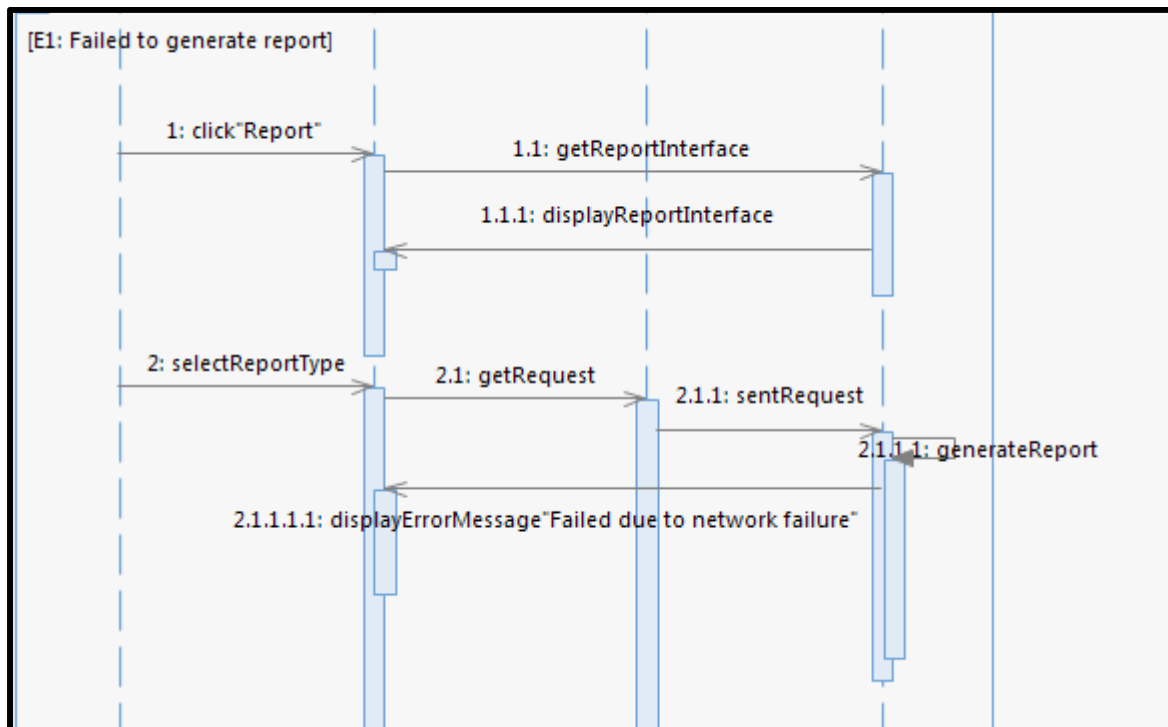 [E1: Failed to generate report]
1: click"Report"
1.1: getReportInterface
1.1.1: displayReportInterface
2: selectReportType
2.1: getRequest
2.1.1: sentRequest
2.1.1.1: generateReport
2.1.1.1.1: displayErrorMessage"Failed due to network failure"